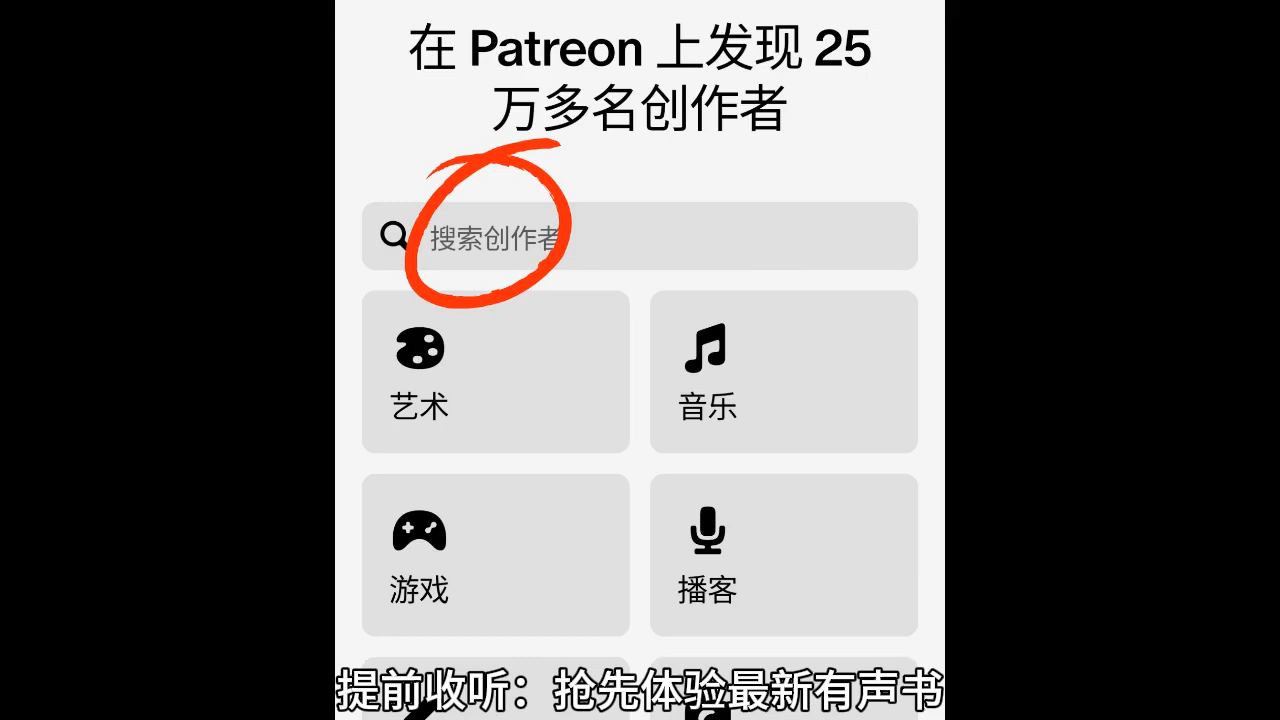 在 Patreon 上发现 25
万多名创作者
搜索创作者
艺术
音乐
游戏
播客
提前收听：抢先体验最新有声书